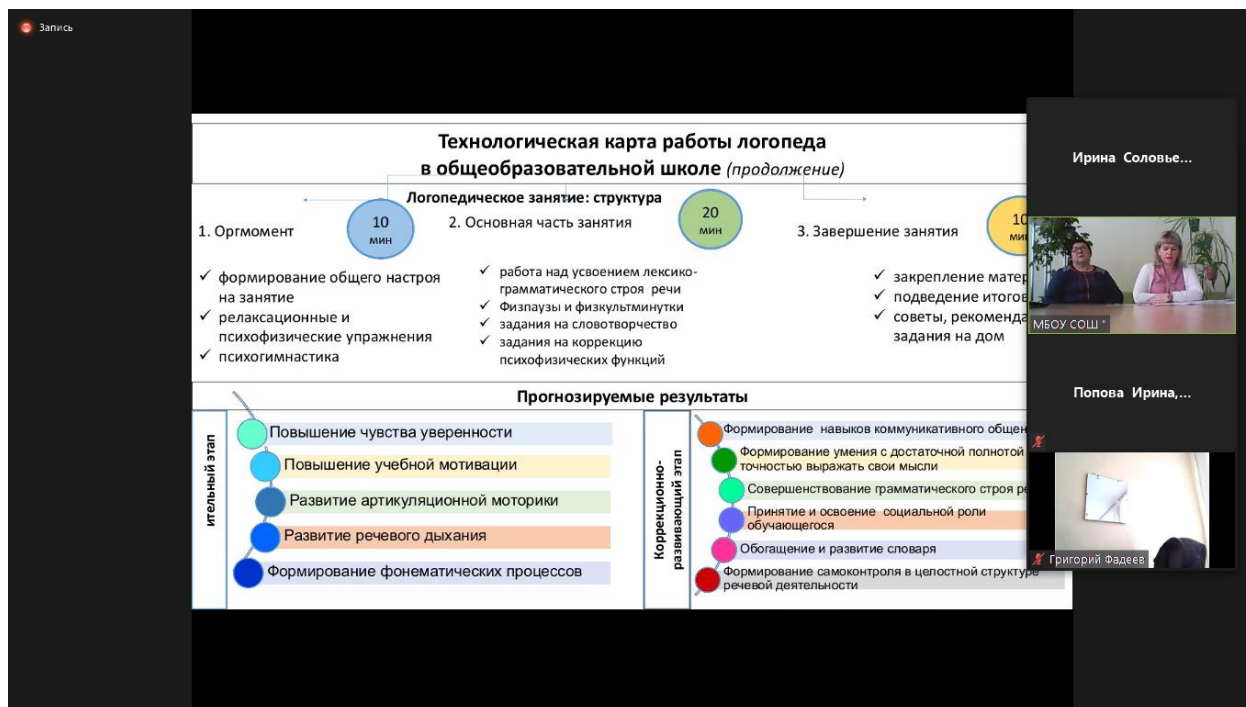 Запись
Технологическая карта работы логопеда
в общеобразовательной школе (продолжение)
Логопедическое занятие: структура
1. Оргмомент
10
мин
2. Основная часть занятия
20
мин
3. Завершение занятия
10
мин
✓ формирование общего настроя
на занятие
✓ релаксационные и
психофизические упражнения
✓ психогимнастика
✓ работа над усвоением лексико-
грамматического строя речи
✓ Физпаузы и физкультминутки
✓ задания на словотворчество
✓ задания на коррекцию
психофизических функций
✓ закрепление матер
✓ подведение итогов
✓ советы, рекоменда
задания на дом
Прогнозируемые результаты
ительный этап
Повышение чувства уверенности
Повышение учебной мотивации
Развитие артикуляционной моторики
Развитие речевого дыхания
Формирование фонематических процессов
Коррекционно-
развивающий этап
Формирование навыков коммуникативного общен
Формирование умения с достаточной полнотой
точностью выражать свои мысли
Совершенствование грамматического строя ре
Принятие и освоение социальной роли
обучающегося
Обогащение и развитие словаря
Формирование самоконтроля в целостной структуре
речевой деятельности
Ирина Соловье...
МБОУ СОШ "
Попова Ирина,...
Григорий Фадеев